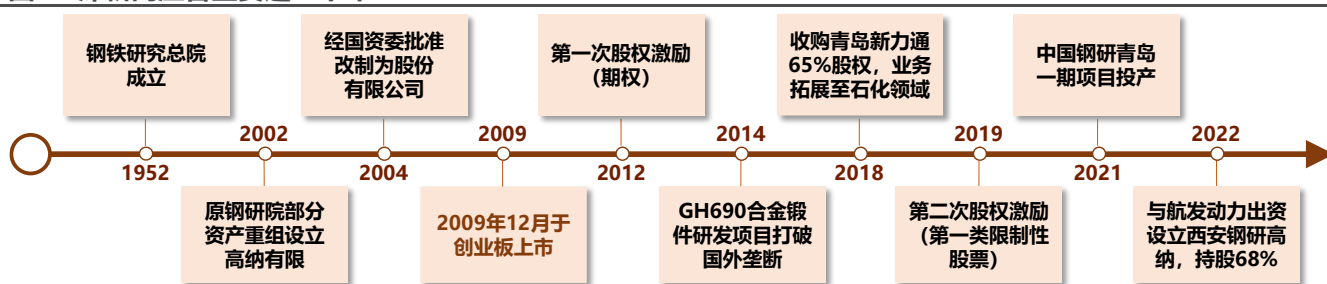 钢铁研究总院
成立
经国资委批准
改制为股份
有限公司
第一次股权激励
（期权）
收购青岛新力通
65%股权，业务
拓展至石化领域
中国钢研青岛
一期项目投产
2002
2009
2014
2019
2022
1952
2004
2012
2018
2021
原钢研院部分
资产重组设立
高纳有限
2009年12月于
创业板上市
GH690合金锻
件研发项目打破
国外垄断
第二次股权激励
（第一类限制性
股票）
与航发动力出资
设立西安钢研高
纳，持股68%